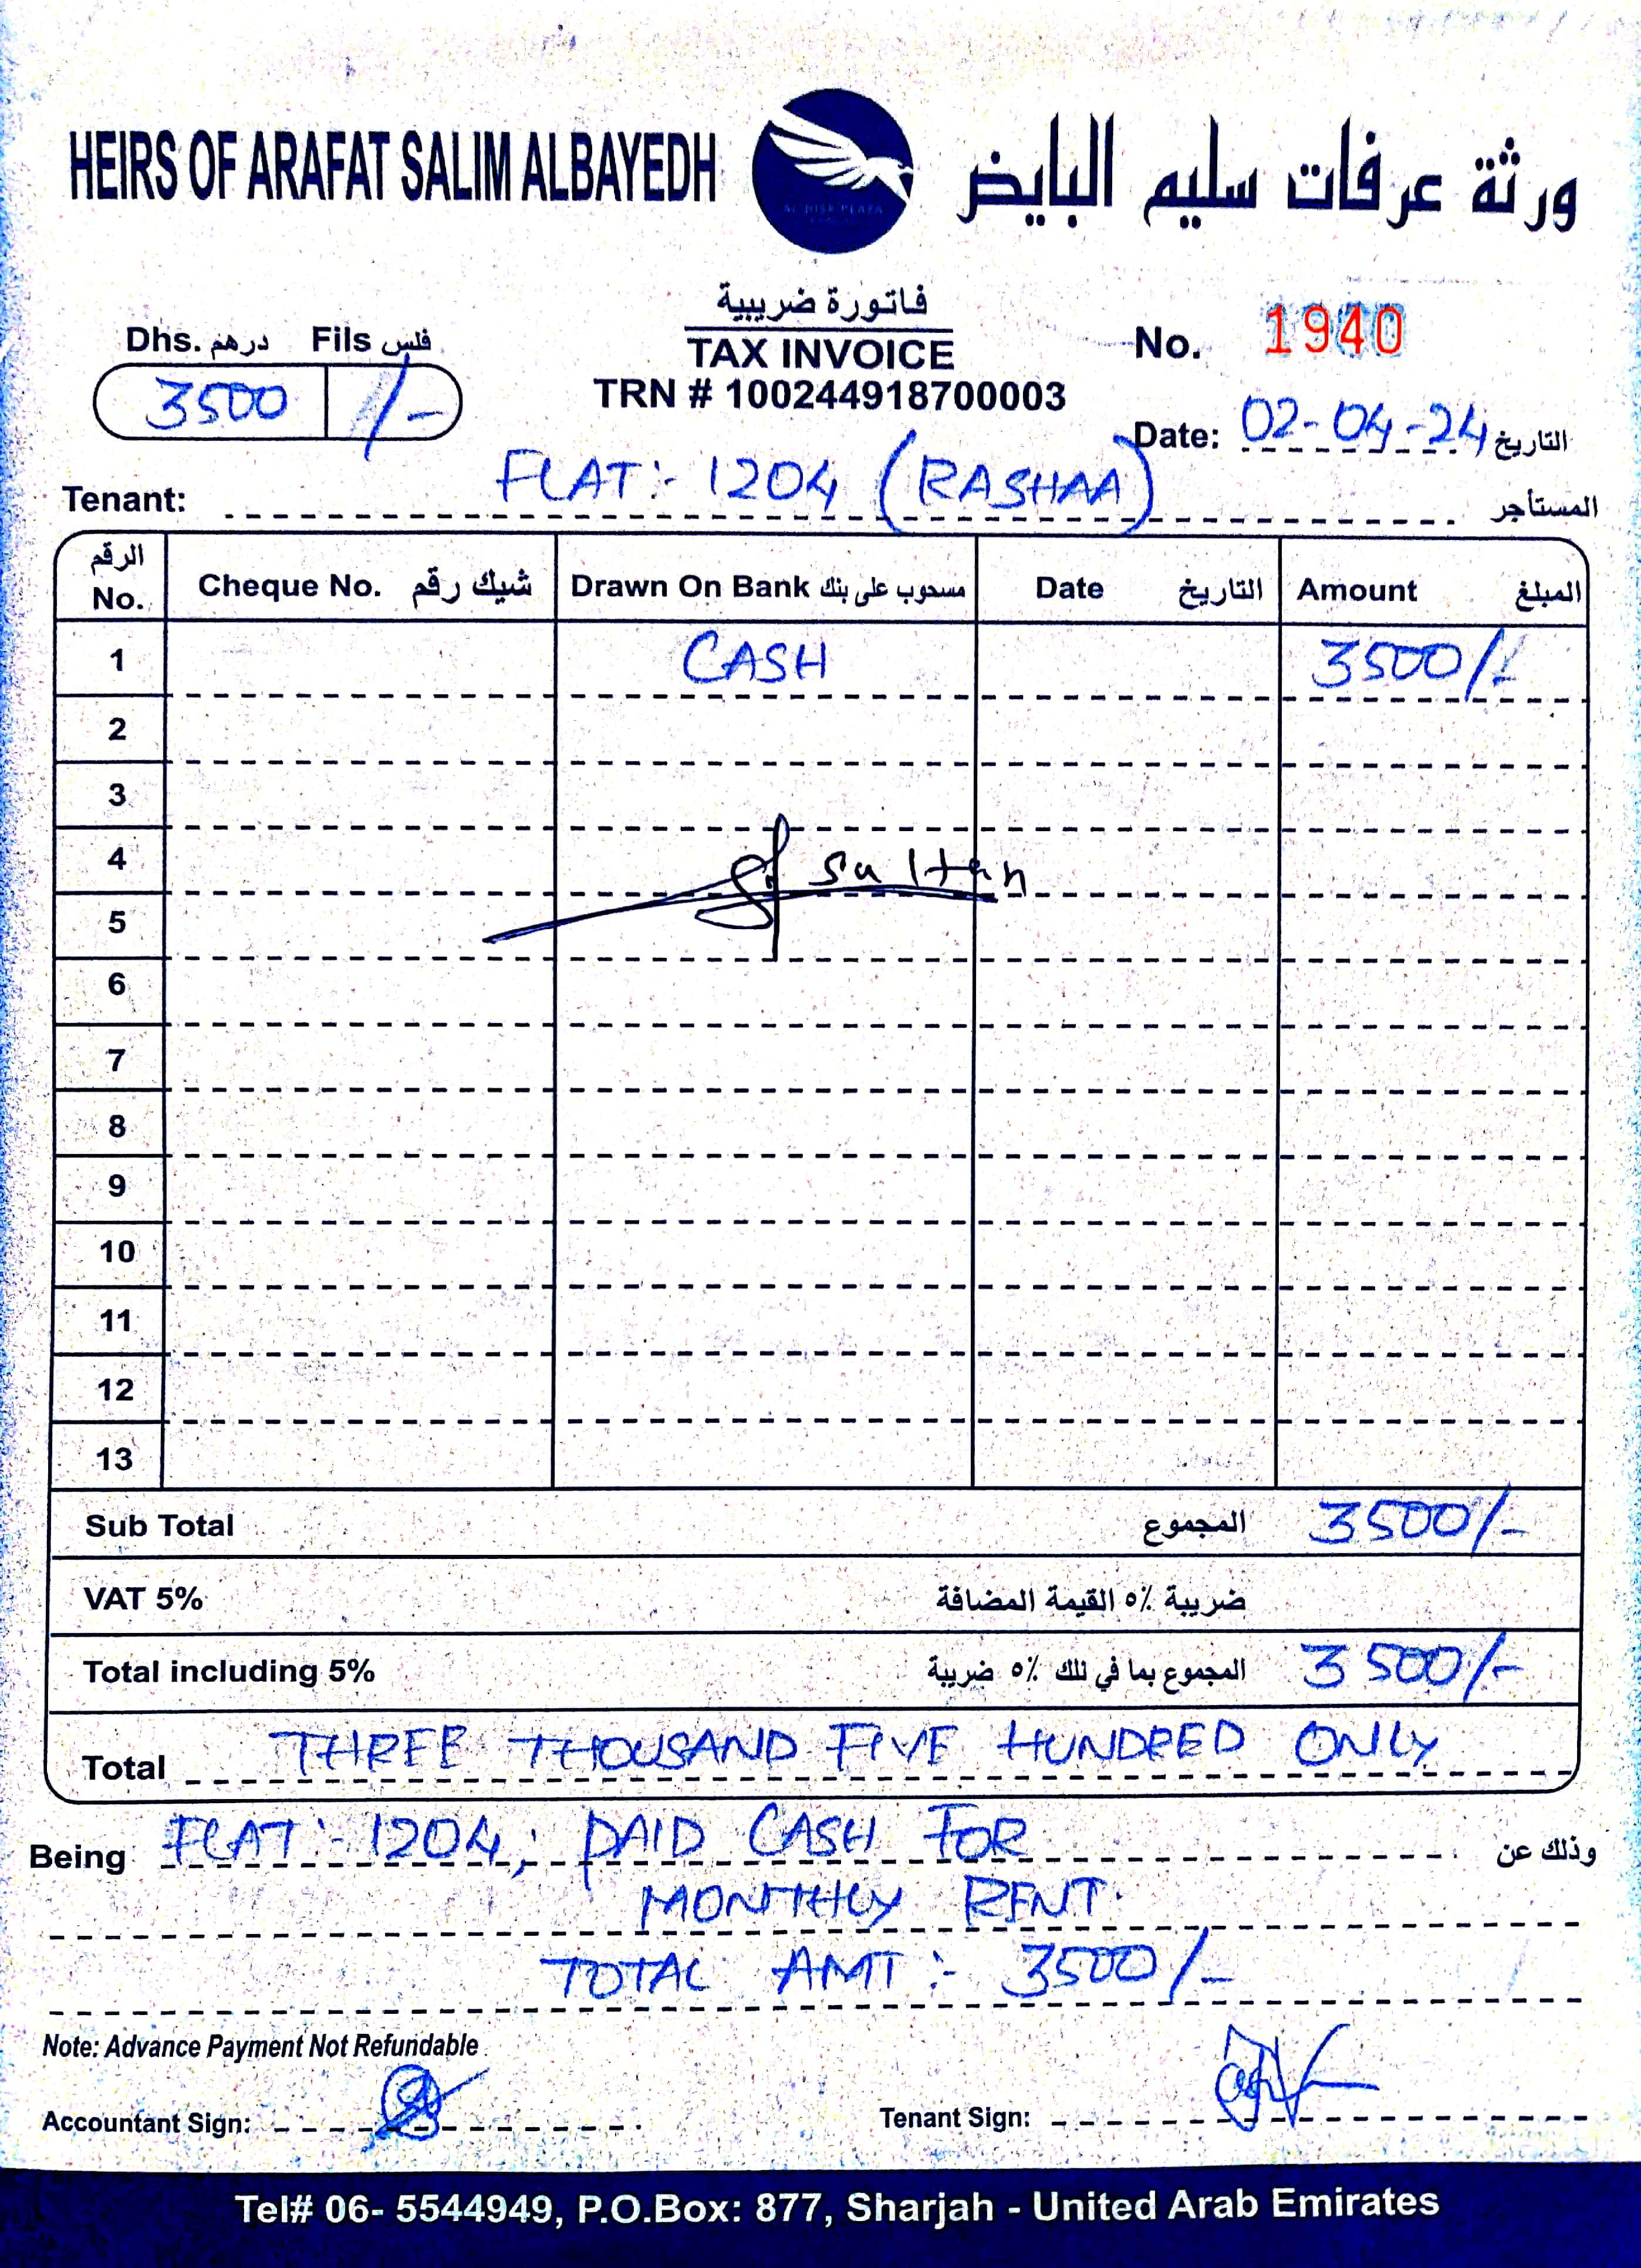 HEIRS OF ARAFAT SALIM ALBAYEDH ورثة عرفات سليم البايض
فاتورة ضريبية
TAX INVOICE
TRN # 100244918700003
Dhs. درهم Fils فلس
3500 /-
No. 1940
Date: 02-04-24 التاريخ
Tenant: FLAT:- 1204 (RASHAA) المستأجر
الرقم No. Cheque No. شيك رقم Drawn On Bank مسحوب على بنك Date التاريخ Amount المبلغ
1 CASH 3500/-
2
3
4 sultan
5
6
7
8
9
10
11
12
13
Sub Total المجموع 3500/-
VAT 5% ضريبة ٥٪ القيمة المضافة
Total including 5% المجموع بما في ذلك ٥٪ ضريبة 3500/-
Total THREE THOUSAND FIVE HUNDRED ONLY
Being FLAT:- 1204, PAID CASH FOR وذلك عن
MONTHLY RENT.
TOTAL AMT:- 3500/-
Note: Advance Payment Not Refundable
Accountant Sign: Tenant Sign:
Tel# 06- 5544949, P.O.Box: 877, Sharjah - United Arab Emirates